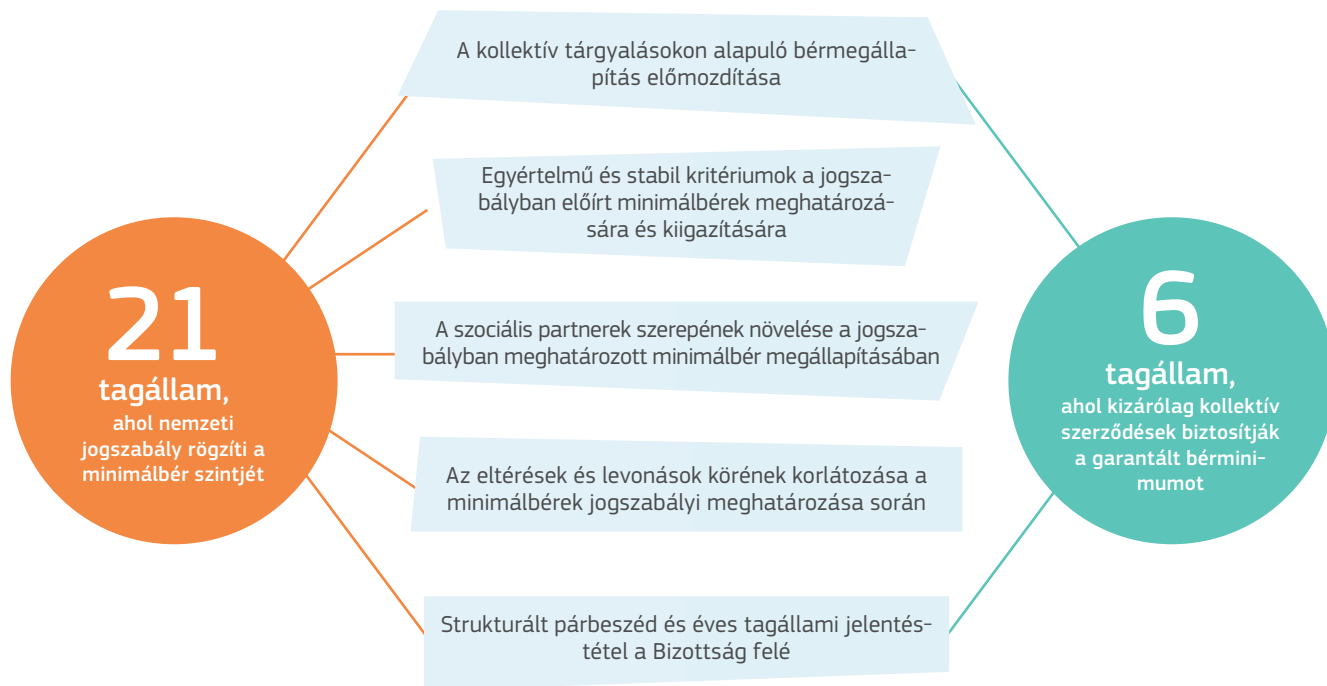 A kollektív tárgyalásokon alapuló bérmegálla-
pítás előmozdítása
Egyértelmű és stabil kritériumok a jogsza-
bályban előírt minimálbérek meghatározá-
sára és kiigazítására
21
tagállam,
ahol nemzeti
jogszabály rögzíti a
minimálbér szintjét
A szociális partnerek szerepének növelése a jogsza-
bályban meghatározott minimálbér megállapításában
6
tagállam,
ahol kizárólag kollektív
szerződések biztosítják
a garantált bérmini-
mumot
Az eltérések és levonások körének korlátozása a
minimálbérek jogszabályi meghatározása során
Strukturált párbeszéd és éves tagállami jelentés-
tétel a Bizottság felé